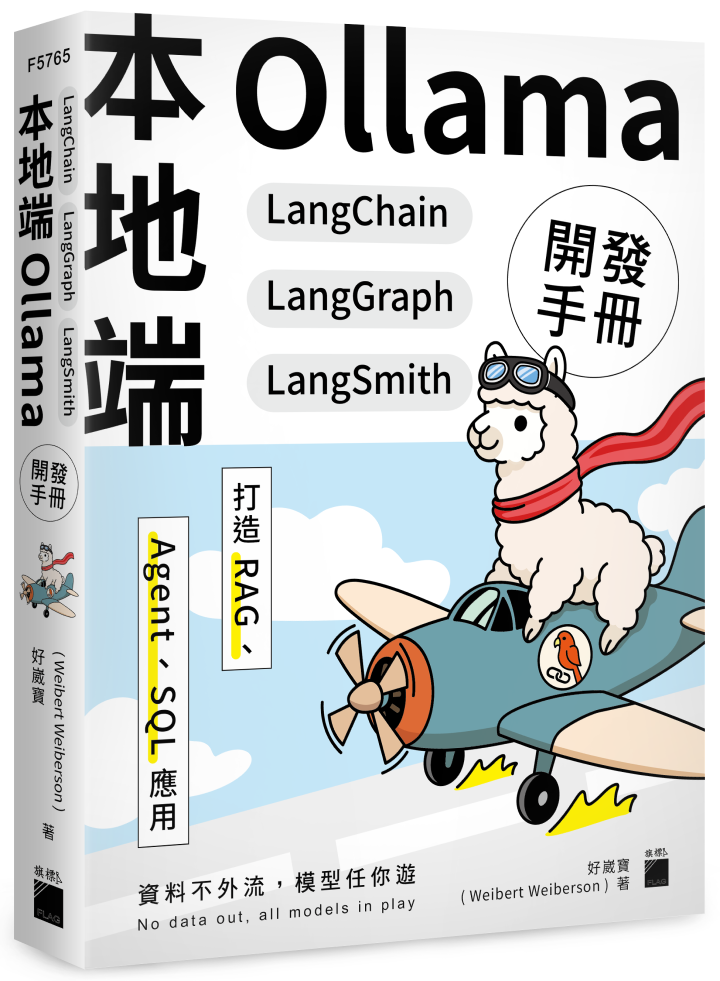 F5765
本地端 Ollama
LangChain
LangGraph
LangSmith
開發
手冊
好崴寶
( Weibert Weiberson )
著
旗標
FLAG
本地端
Ollama
LangChain
LangGraph
LangSmith
開發
手冊
打造 RAG、
Agent、SQL 應用
資料不外流，模型任你遊
No data out, all models in play
好崴寶
( Weibert Weiberson ) 著
旗標
FLAG